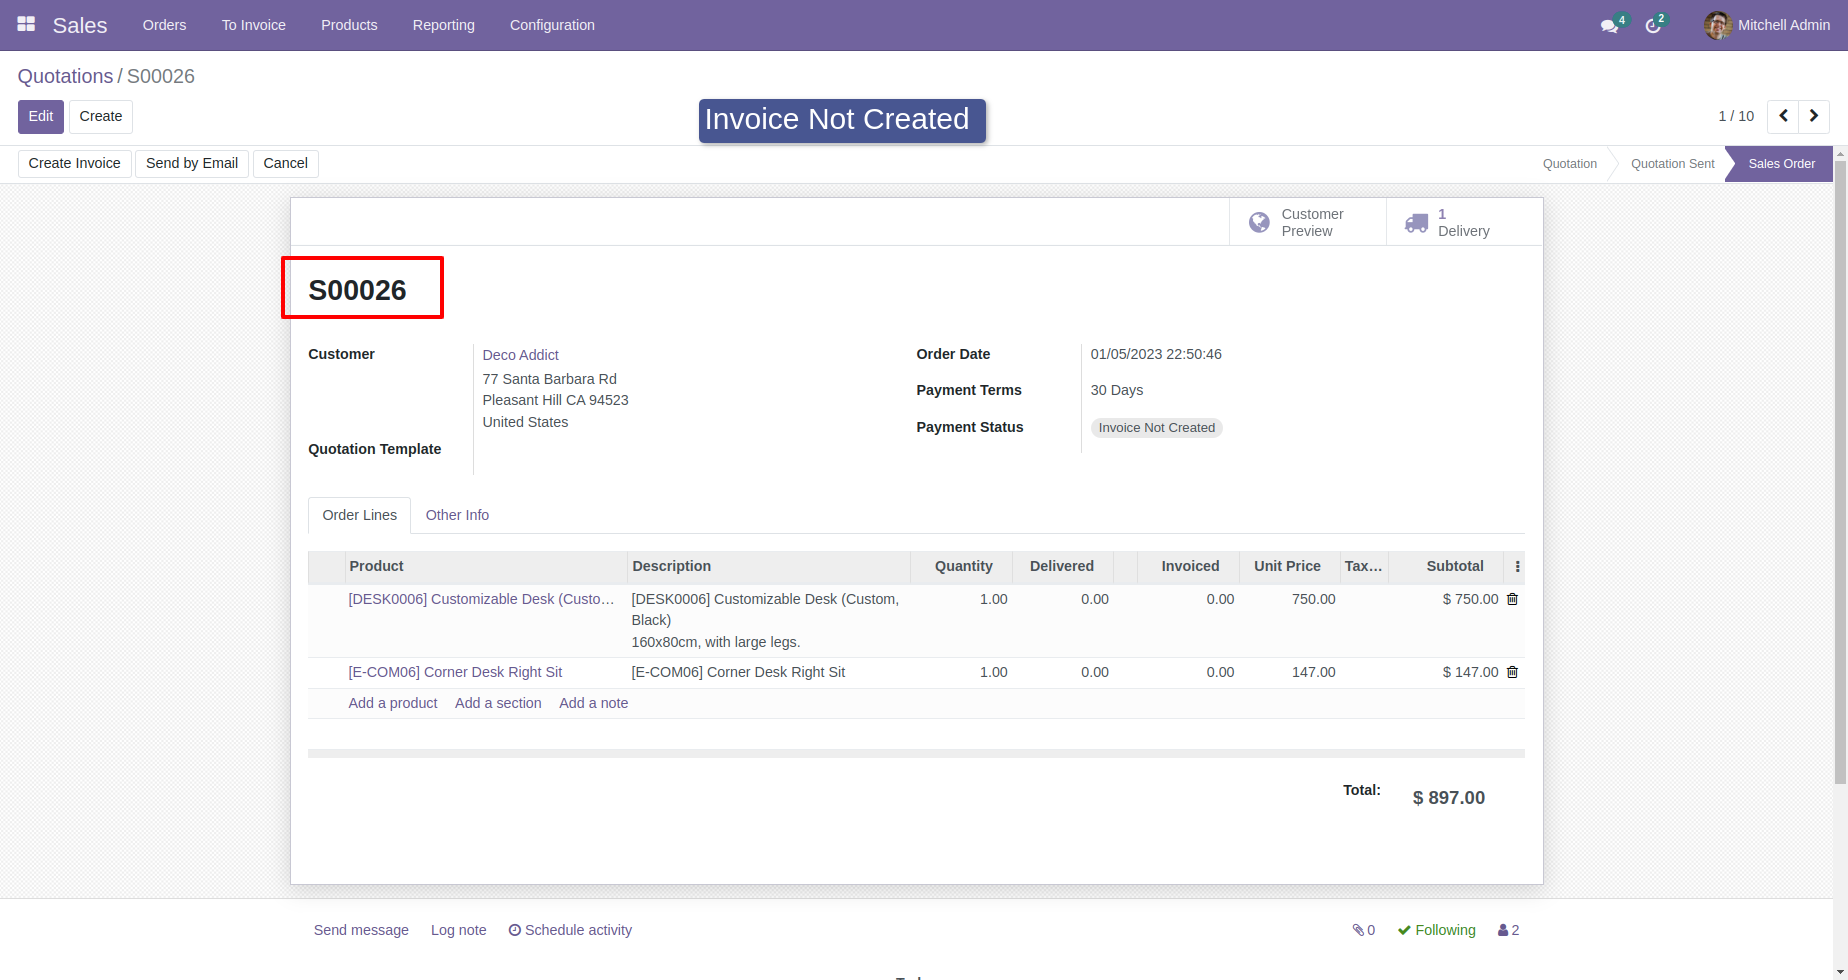 Sales Orders To Invoice Products Reporting Configuration 4 2 Mitchell Admin
Quotations / S00026
Edit Create Invoice Not Created 1 / 10
Create Invoice Send by Email Cancel Quotation Quotation Sent Sales Order
Customer
Preview
1
Delivery
S00026
Customer Deco Addict
77 Santa Barbara Rd
Pleasant Hill CA 94523
United States
Quotation Template
Order Date 01/05/2023 22:50:46
Payment Terms 30 Days
Payment Status Invoice Not Created
Order Lines Other Info
Product Description Quantity Delivered Invoiced Unit Price Tax... Subtotal
[DESK0006] Customizable Desk (Custo... [DESK0006] Customizable Desk (Custom, 1.00 0.00 0.00 750.00 $ 750.00
Black)
160x80cm, with large legs.
[E-COM06] Corner Desk Right Sit [E-COM06] Corner Desk Right Sit 1.00 0.00 0.00 147.00 $ 147.00
Add a product Add a section Add a note
Total: $ 897.00
Send message Log note Schedule activity 0 Following 2